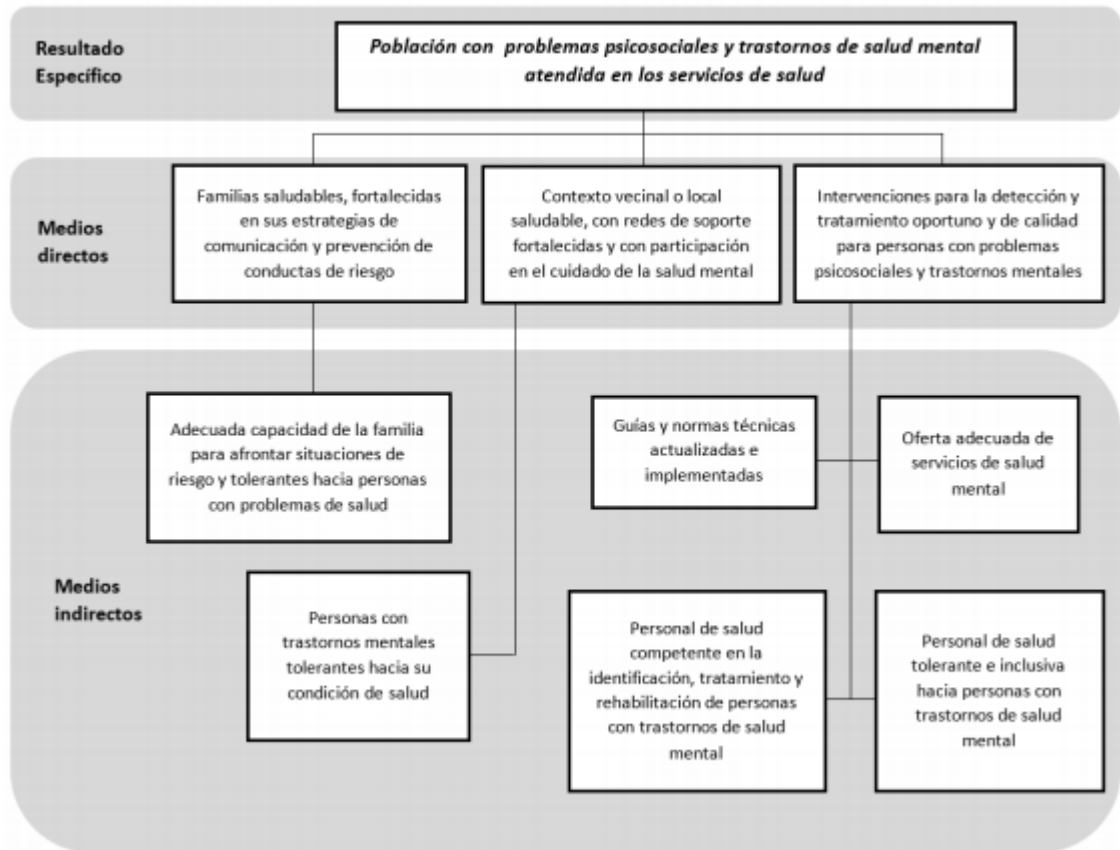 Resultado
Específico
Población con problemas psicosociales y trastornos de salud mental
atendida en los servicios de salud
Medios
directos
Familias saludables, fortalecidas
en sus estrategias de
comunicación y prevención de
conductas de riesgo
Contexto vecinal o local
saludable, con redes de soporte
fortalecidas y con participación
en el cuidado de la salud mental
Intervenciones para la detección y
tratamiento oportuno y de calidad
para personas con problemas
psicosociales y trastornos mentales
Medios
indirectos
Adecuada capacidad de la familia
para afrontar situaciones de
riesgo y tolerantes hacia personas
con problemas de salud
Guías y normas técnicas
actualizadas e
implementadas
Oferta adecuada de
servicios de salud
mental
Personas con
trastornos mentales
tolerantes hacia su
condición de salud
Personal de salud
competente en la
identificación, tratamiento y
rehabilitación de personas
con trastornos de salud
mental
Personal de salud
tolerante e inclusiva
hacia personas con
trastornos de salud
mental